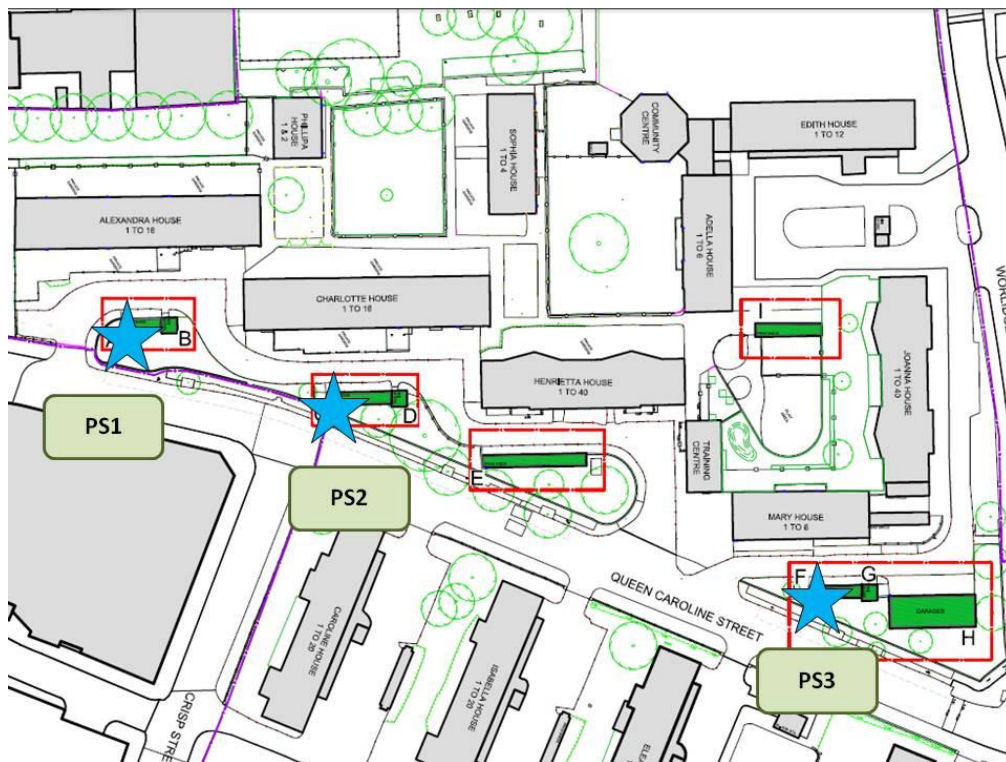 PHILLIPA
HOUSE
1 & 2
SOPHIA HOUSE
1 TO 4
COMMUNITY
CENTRE
EDITH HOUSE
1 TO 12
ALEXANDRA HOUSE
1 TO 16
ADELLA HOUSE
1 TO 6
CHARLOTTE HOUSE
1 TO 16
I
B
HENRIETTA HOUSE
1 TO 40
JOANNA HOUSE
1 TO 40
D
PS1
E
TRAINING
CENTRE
PS2
MARY HOUSE
1 TO 6
F
G
QUEEN CAROLINE STREET
CAROLINE HOUSE
1 TO 20
GARAGES
H
ISABELLA HOUSE
1 TO 20
PS3
CRISP STRE
ELE